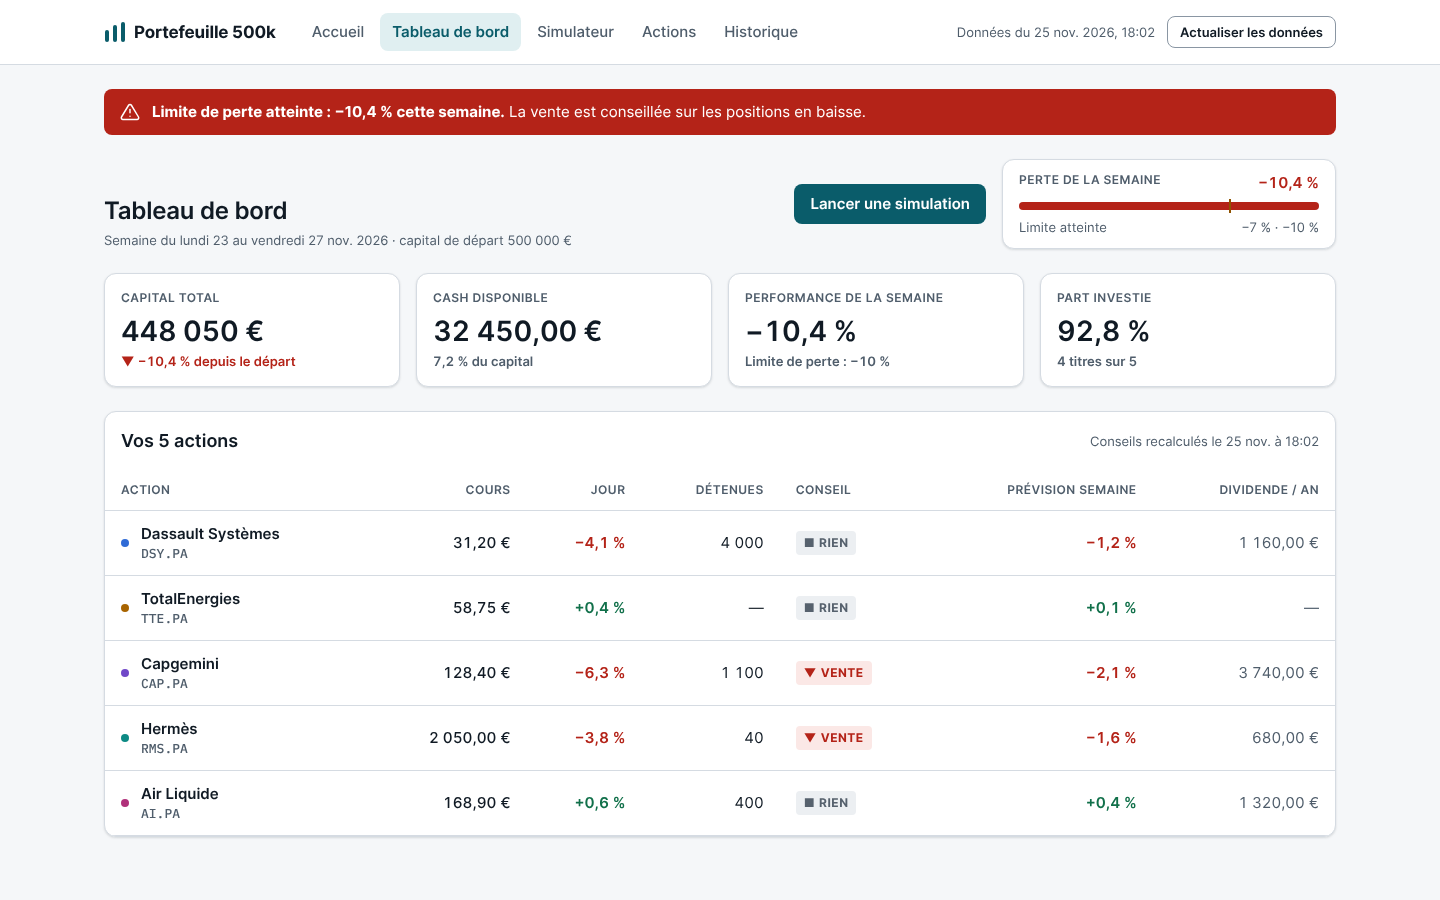 Portefeuille 500k
Accueil
Tableau de bord
Simulateur
Actions
Historique
Données du 25 nov. 2026, 18:02
Actualiser les données
Limite de perte atteinte : −10,4 % cette semaine. La vente est conseillée sur les positions en baisse.
Tableau de bord
Semaine du lundi 23 au vendredi 27 nov. 2026 · capital de départ 500 000 €
Lancer une simulation
PERTE DE LA SEMAINE −10,4 %
Limite atteinte −7 % · −10 %
CAPITAL TOTAL
448 050 €
▼ −10,4 % depuis le départ
CASH DISPONIBLE
32 450,00 €
7,2 % du capital
PERFORMANCE DE LA SEMAINE
−10,4 %
Limite de perte : −10 %
PART INVESTIE
92,8 %
4 titres sur 5
Vos 5 actions
Conseils recalculés le 25 nov. à 18:02
ACTION COURS JOUR DÉTENUES CONSEIL PRÉVISION SEMAINE DIVIDENDE / AN
Dassault Systèmes
DSY.PA
31,20 € −4,1 % 4 000 ■ RIEN −1,2 % 1 160,00 €
TotalEnergies
TTE.PA
58,75 € +0,4 % — ■ RIEN +0,1 % —
Capgemini
CAP.PA
128,40 € −6,3 % 1 100 ▼ VENTE −2,1 % 3 740,00 €
Hermès
RMS.PA
2 050,00 € −3,8 % 40 ▼ VENTE −1,6 % 680,00 €
Air Liquide
AI.PA
168,90 € +0,6 % 400 ■ RIEN +0,4 % 1 320,00 €